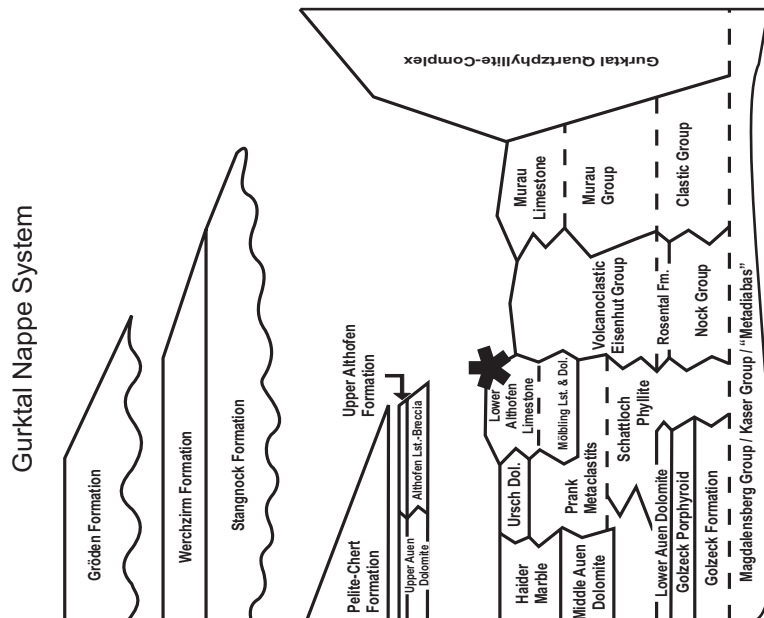 Gurktal Nappe System
Gröden Formation
Werchzirm Formation
Stangnock Formation
Upper Althofen
Formation
Pelite-Chert
Formation
Upper Auen
Dolomite
Althofen Lst.-Breccia
Gurktal Quartzphyllite-Complex
Lower
Althofen
Limestone
Mölbling Lst. & Dol.
Ursch Dol.
Haider
Marble
Middle Auen
Dolomite
Prank
Metaclastits
Schattloch
Phyllite
Lower Auen Dolomite
Golzeck Porphyroid
Golzeck Formation
Murau
Limestone
Murau
Group
Clastic Group
Volcanoclastic
Eisenhut Group
Rosental Fm.
Nock Group
Magdalensberg Group / Kaser Group / "Metadiabas"